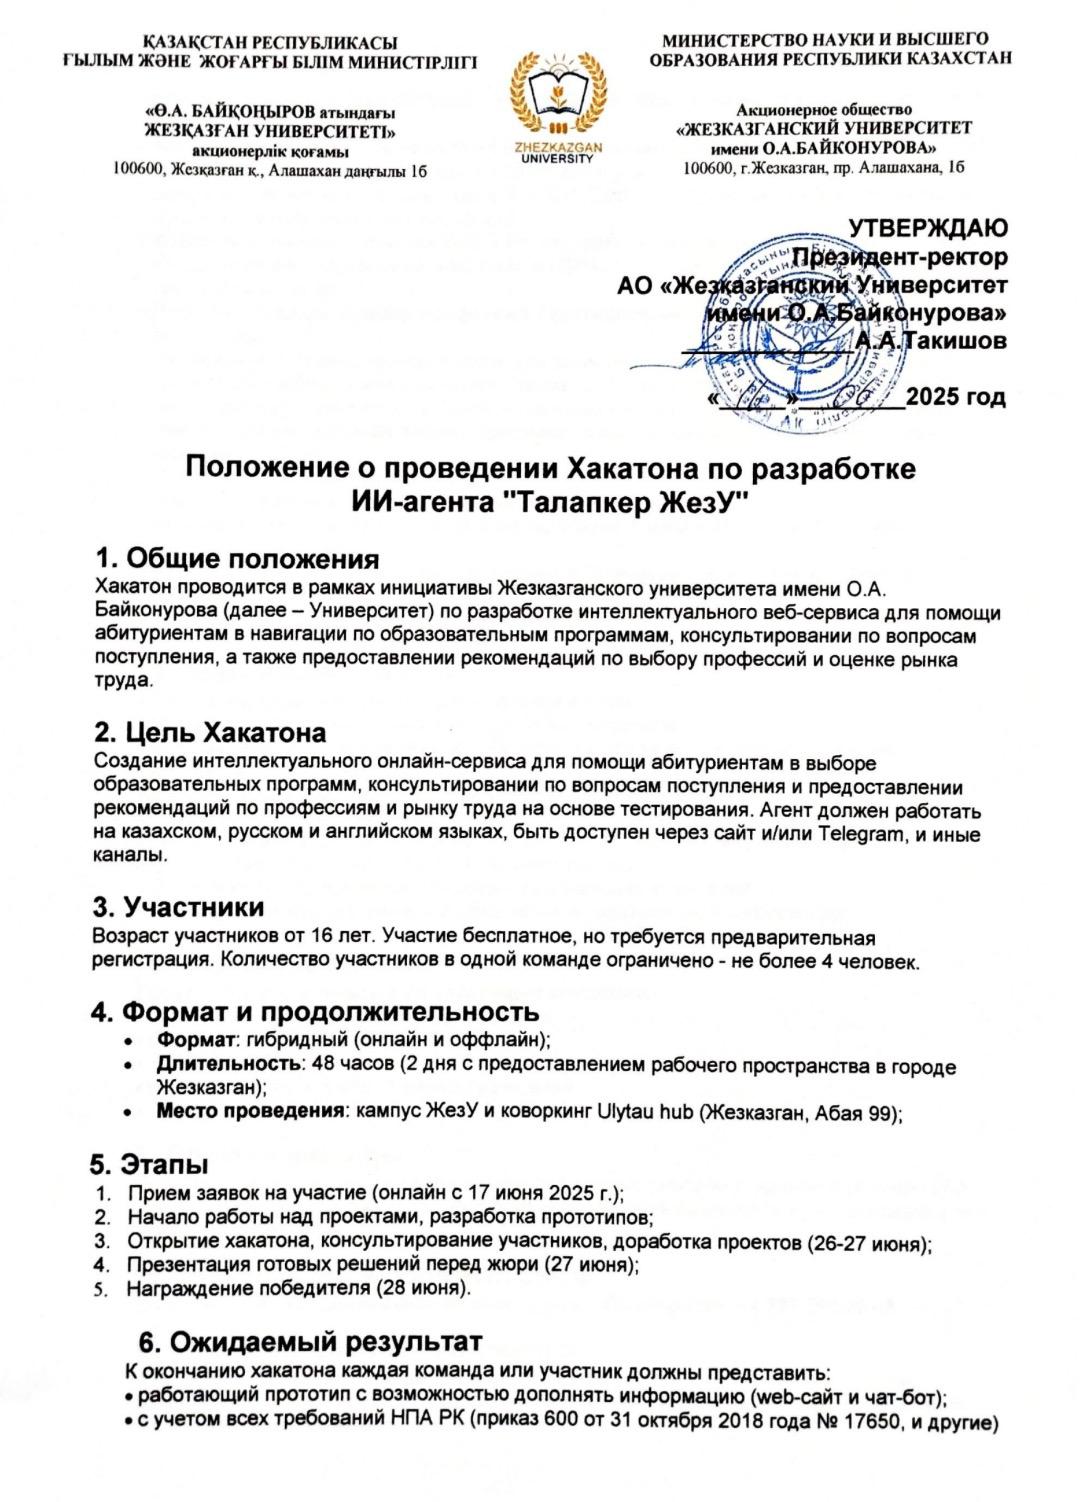 ҚАЗАҚСТАН РЕСПУБЛИКАСЫ
ҒЫЛЫМ ЖӘНЕ ЖОҒАРҒЫ БІЛІМ МИНИСТІРЛІГІ
«Ө.А. БАЙҚОҢЫРОВ атындағы
ЖЕЗҚАЗҒАН УНИВЕРСИТЕТІ»
акционерлік қоғамы
100600, Жезқазған қ., Алашахан даңғылы 1б
ZHEZKAZGAN
UNIVERSITY
МИНИСТЕРСТВО НАУКИ И ВЫСШЕГО
ОБРАЗОВАНИЯ РЕСПУБЛИКИ КАЗАХСТАН
Акционерное общество
«ЖЕЗКАЗГАНСКИЙ УНИВЕРСИТЕТ
имени О.А.БАЙКОНУРОВА»
100600, г.Жезказган, пр. Алашахана, 1б
УТВЕРЖДАЮ
Президент-ректор
АО «Жезказганский Университет
имени О.А.Байконурова»
А.А.Такишов
«______»________2025 год
Положение о проведении Хакатона по разработке
ИИ-агента "Талапкер ЖезУ"
1. Общие положения
Хакатон проводится в рамках инициативы Жезказганского университета имени О.А.
Байконурова (далее – Университет) по разработке интеллектуального веб-сервиса для помощи
абитуриентам в навигации по образовательным программам, консультировании по вопросам
поступления, а также предоставлении рекомендаций по выбору профессий и оценке рынка
труда.
2. Цель Хакатона
Создание интеллектуального онлайн-сервиса для помощи абитуриентам в выборе
образовательных программ, консультировании по вопросам поступления и предоставлении
рекомендаций по профессиям и рынку труда на основе тестирования. Агент должен работать
на казахском, русском и английском языках, быть доступен через сайт и/или Telegram, и иные
каналы.
3. Участники
Возраст участников от 16 лет. Участие бесплатное, но требуется предварительная
регистрация. Количество участников в одной команде ограничено - не более 4 человек.
4. Формат и продолжительность
• Формат: гибридный (онлайн и оффлайн);
• Длительность: 48 часов (2 дня с предоставлением рабочего пространства в городе
Жезказган);
• Место проведения: кампус ЖезУ и коворкинг Ulytau hub (Жезказган, Абая 99);
5. Этапы
1. Прием заявок на участие (онлайн с 17 июня 2025 г.);
2. Начало работы над проектами, разработка прототипов;
3. Открытие хакатона, консультирование участников, доработка проектов (26-27 июня);
4. Презентация готовых решений перед жюри (27 июня);
5. Награждение победителя (28 июня).
6. Ожидаемый результат
К окончанию хакатона каждая команда или участник должны представить:
• работающий прототип с возможностью дополнять информацию (web-сайт и чат-бот);
• с учетом всех требований НПА РК (приказ 600 от 31 октября 2018 года № 17650, и другие)